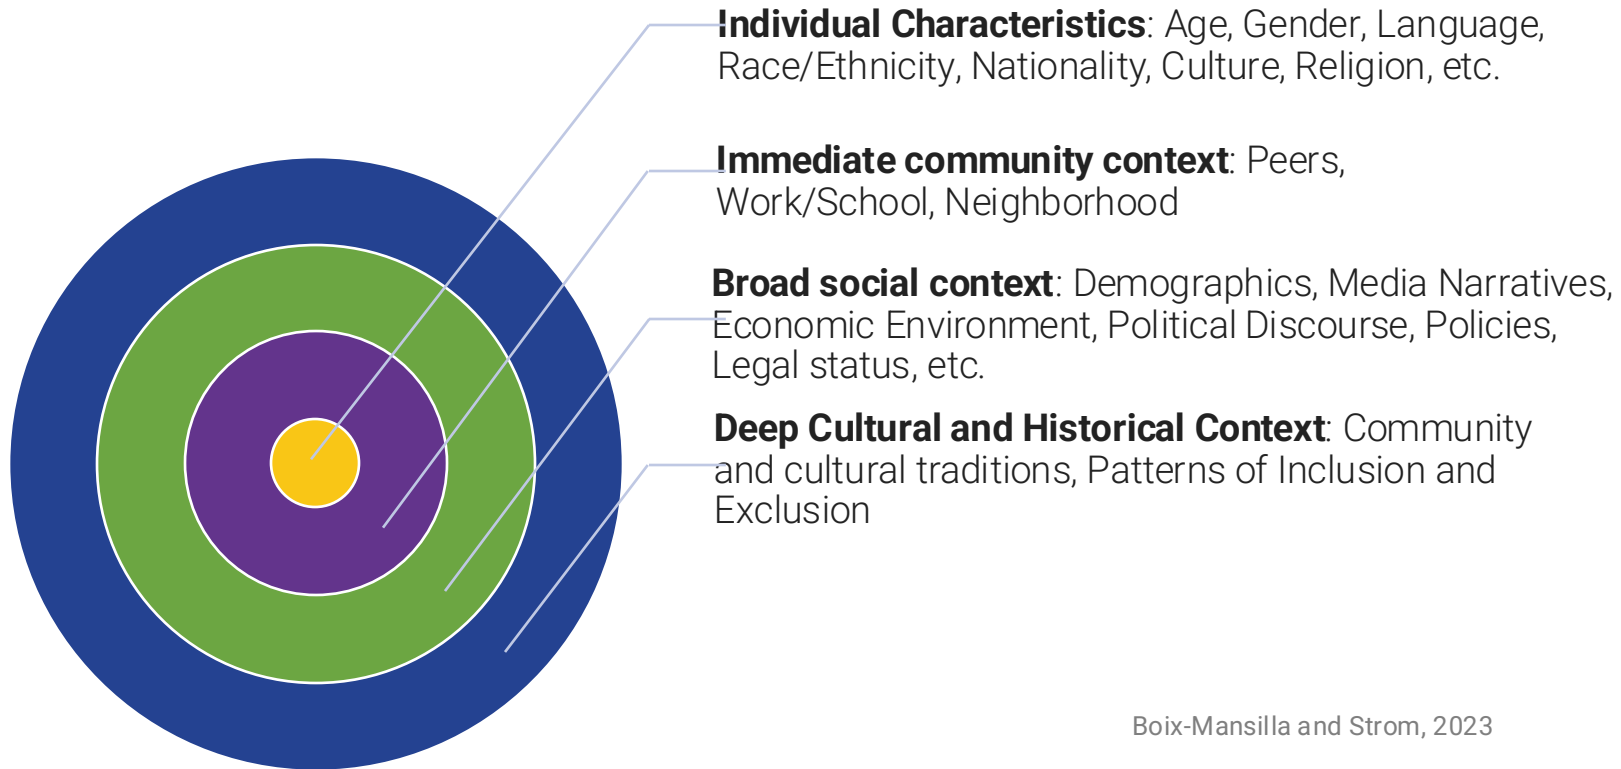 Individual Characteristics: Age, Gender, Language,
Race/Ethnicity, Nationality, Culture, Religion, etc.
Immediate community context: Peers,
Work/School, Neighborhood
Broad social context: Demographics, Media Narratives,
Economic Environment, Political Discourse, Policies,
Legal status, etc.
Deep Cultural and Historical Context: Community
and cultural traditions, Patterns of Inclusion and
Exclusion
Boix-Mansilla and Strom, 2023